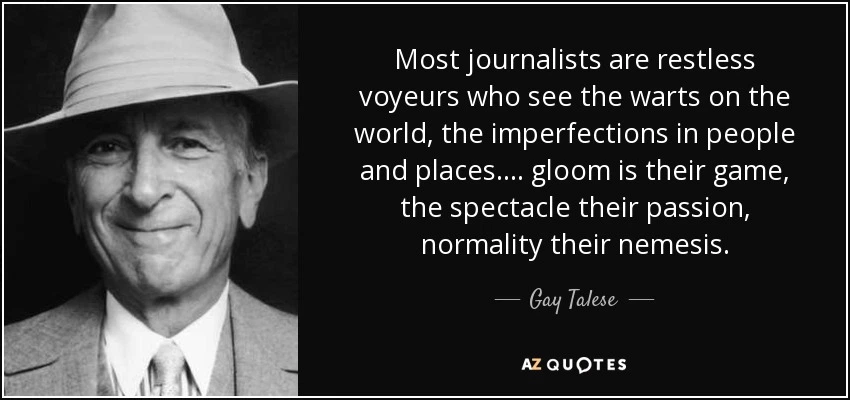 Most journalists are restless
voyeurs who see the warts on the
world, the imperfections in people
and places.... gloom is their game,
the spectacle their passion,
normality their nemesis.
Gay Talese
AZ QUOTES